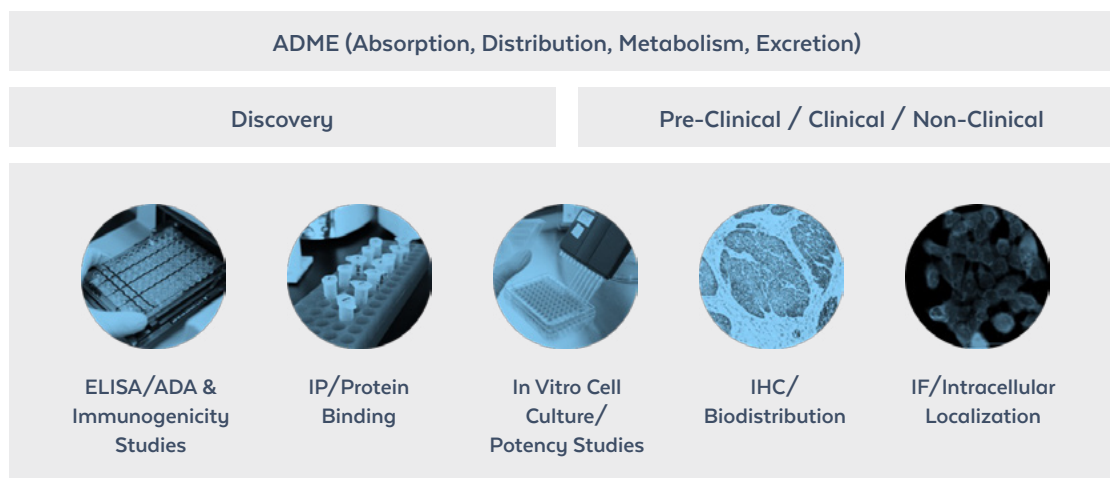 ADME (Absorption, Distribution, Metabolism, Excretion)
Discovery
Pre-Clinical / Clinical / Non-Clinical
ELISA/ADA &
Immunogenicity
Studies
IP/Protein
Binding
In Vitro Cell
Culture/
Potency Studies
IHC/
Biodistribution
IF/Intracellular
Localization